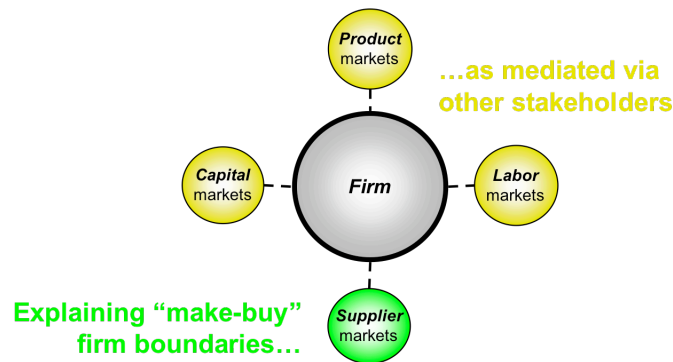 Product
markets
…as mediated via
other stakeholders
Capital
markets
Firm
Labor
markets
Explaining “make-buy”
firm boundaries…
Supplier
markets